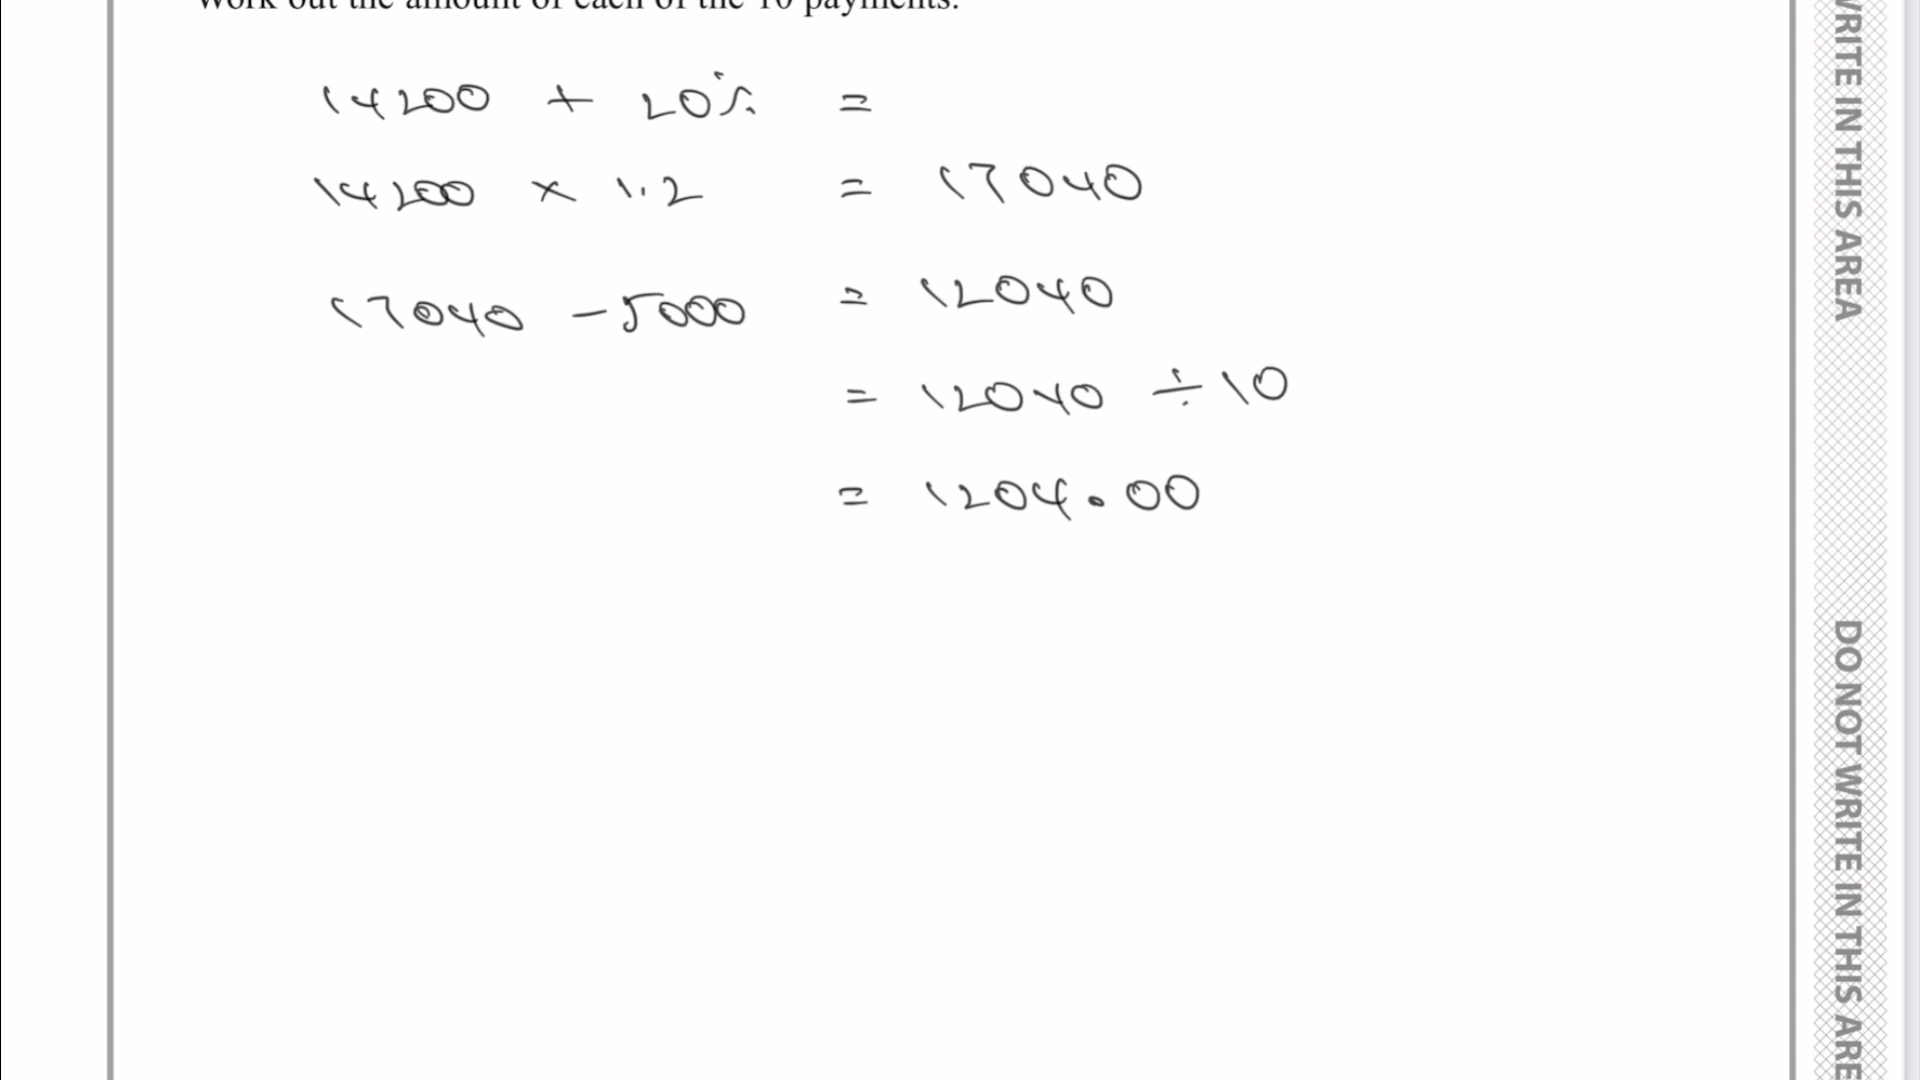 Work out the amount of each of the 10 payments.
14200 + 20% =
14200 × 1.2 = 17040
17040 - 5000 = 12040
= 12040 ÷ 10
= 1204.00
WRITE IN THIS AREA
DO NOT WRITE IN THIS ARE